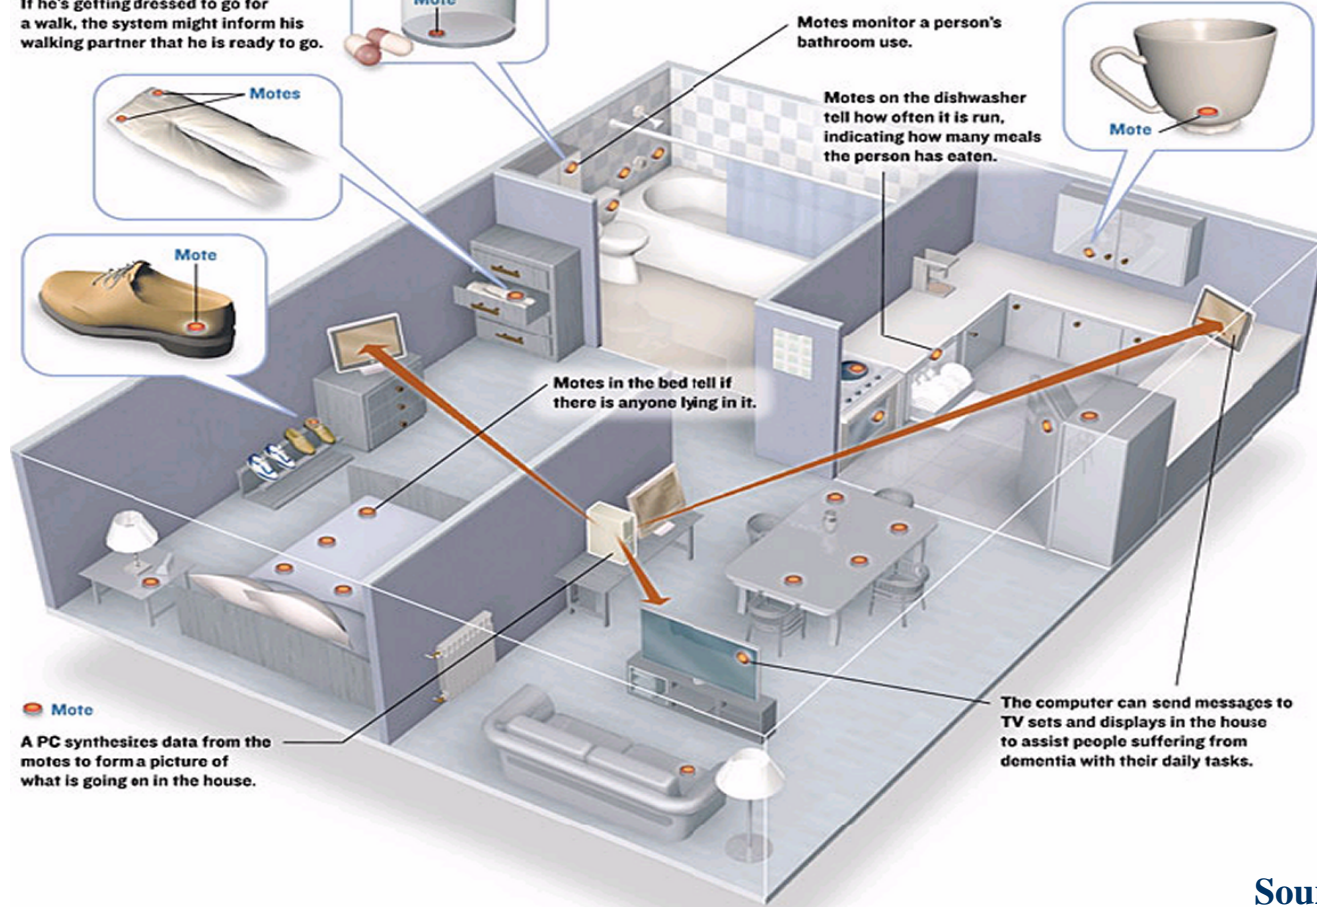 If he's getting dressed to go for
a walk, the system might inform his
walking partner that he is ready to go.
Mote
Motes monitor a person's
bathroom use.
Motes
Motes on the dishwasher
tell how often it is run,
indicating how many meals
the person has eaten.
Mote
Mote
Motes in the bed tell if
there is anyone lying in it.
Mote
A PC synthesizes data from the
motes to form a picture of
what is going on in the house.
The computer can send messages to
TV sets and displays in the house
to assist people suffering from
dementia with their daily tasks.